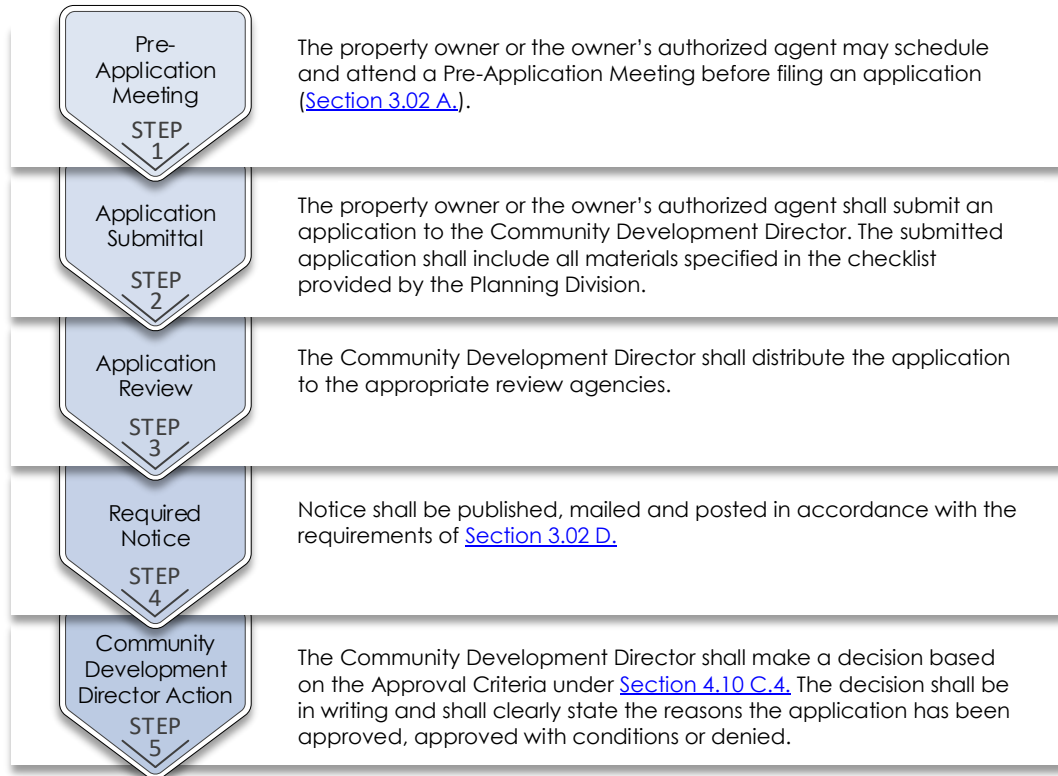 Pre-
Application
Meeting
STEP
1
The property owner or the owner’s authorized agent may schedule
and attend a Pre-Application Meeting before filing an application
(Section 3.02 A.).
Application
Submittal
STEP
2
The property owner or the owner’s authorized agent shall submit an
application to the Community Development Director. The submitted
application shall include all materials specified in the checklist
provided by the Planning Division.
Application
Review
STEP
3
The Community Development Director shall distribute the application
to the appropriate review agencies.
Required
Notice
STEP
4
Notice shall be published, mailed and posted in accordance with the
requirements of Section 3.02 D.
Community
Development
Director Action
STEP
5
The Community Development Director shall make a decision based
on the Approval Criteria under Section 4.10 C.4. The decision shall be
in writing and shall clearly state the reasons the application has been
approved, approved with conditions or denied.